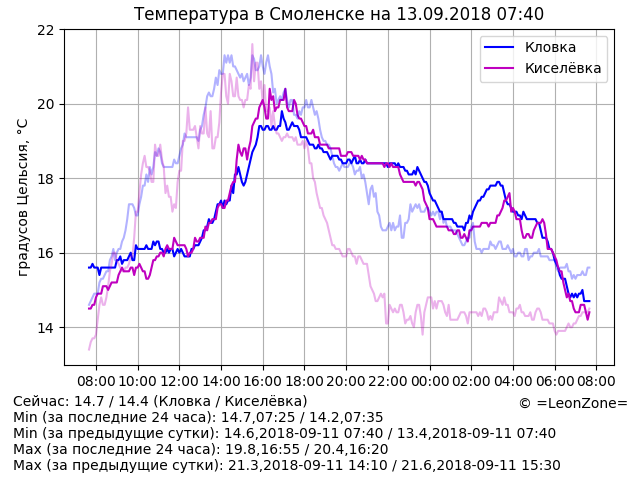 Температура в Смоленске на 13.09.2018 07:40
Кловка
Киселёвка
градусов Цельсия, °C
22
20
18
16
14
08:00 10:00 12:00 14:00 16:00 18:00 20:00 22:00 00:00 02:00 04:00 06:00 08:00
Сейчас: 14.7 / 14.4 (Кловка / Киселёвка)
© =LeonZone=
Min (за последние 24 часа): 14.7,07:25 / 14.2,07:35
Min (за предыдущие сутки): 14.6,2018-09-11 07:40 / 13.4,2018-09-11 07:40
Max (за последние 24 часа): 19.8,16:55 / 20.4,16:20
Max (за предыдущие сутки): 21.3,2018-09-11 14:10 / 21.6,2018-09-11 15:30